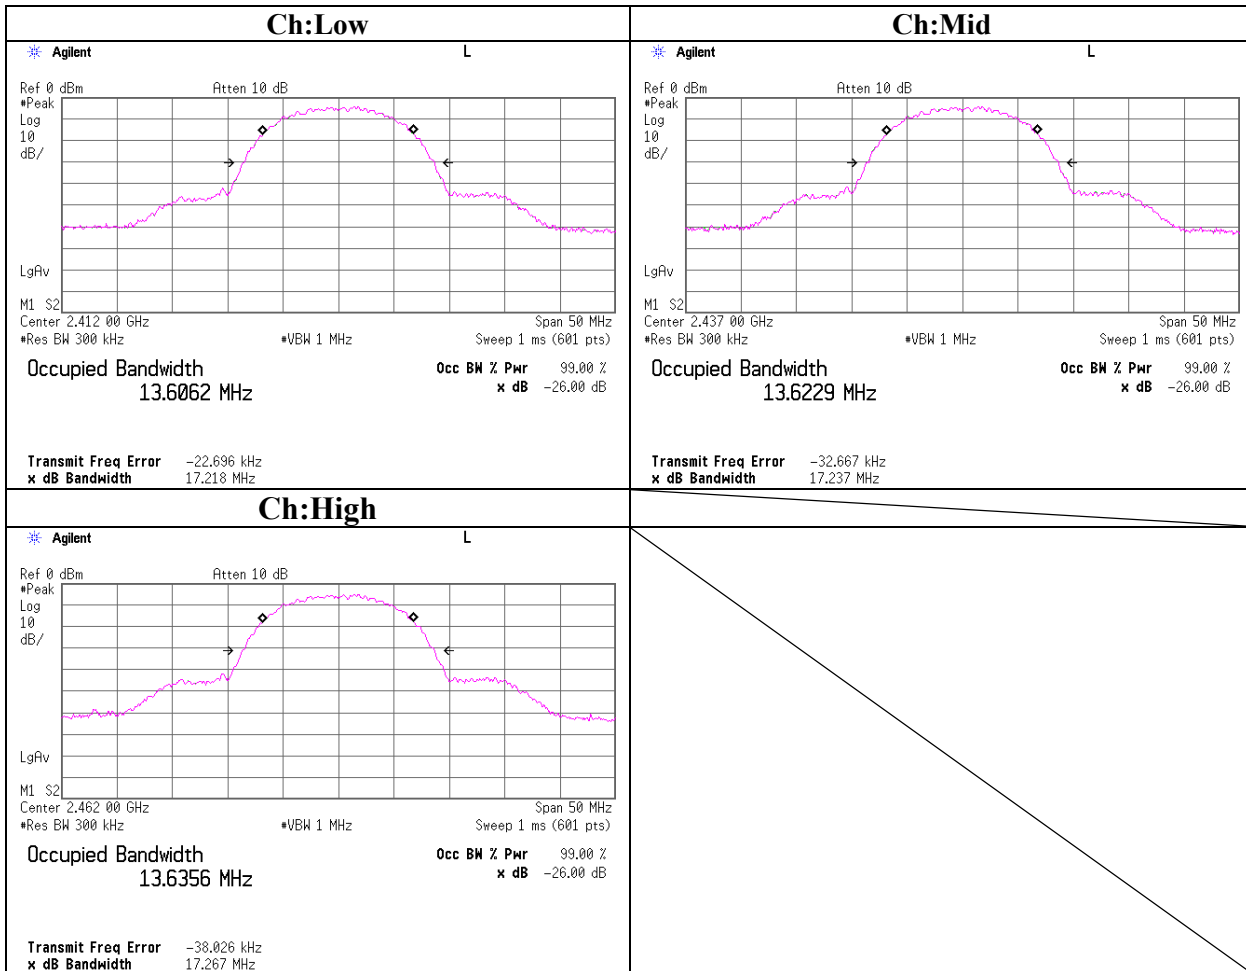 Ch:Low
Agilent
L
Ref 0 dBm
Atten 10 dB
#Peak
Log
10
dB/
LgAv
M1 S2
Center 2.412 00 GHz
Span 50 MHz
#Res BW 300 kHz
#VBW 1 MHz
Sweep 1 ms (601 pts)
Occupied Bandwidth
13.6062 MHz
Occ BW % Pwr 99.00 %
x dB -26.00 dB
Transmit Freq Error -22.696 kHz
x dB Bandwidth 17.218 MHz
Ch:Mid
Agilent
L
Ref 0 dBm
Atten 10 dB
#Peak
Log
10
dB/
LgAv
M1 S2
Center 2.437 00 GHz
Span 50 MHz
#Res BW 300 kHz
#VBW 1 MHz
Sweep 1 ms (601 pts)
Occupied Bandwidth
13.6229 MHz
Occ BW % Pwr 99.00 %
x dB -26.00 dB
Transmit Freq Error -32.667 kHz
x dB Bandwidth 17.237 MHz
Ch:High
Agilent
L
Ref 0 dBm
Atten 10 dB
#Peak
Log
10
dB/
LgAv
M1 S2
Center 2.462 00 GHz
Span 50 MHz
#Res BW 300 kHz
#VBW 1 MHz
Sweep 1 ms (601 pts)
Occupied Bandwidth
13.6356 MHz
Occ BW % Pwr 99.00 %
x dB -26.00 dB
Transmit Freq Error -38.026 kHz
x dB Bandwidth 17.267 MHz